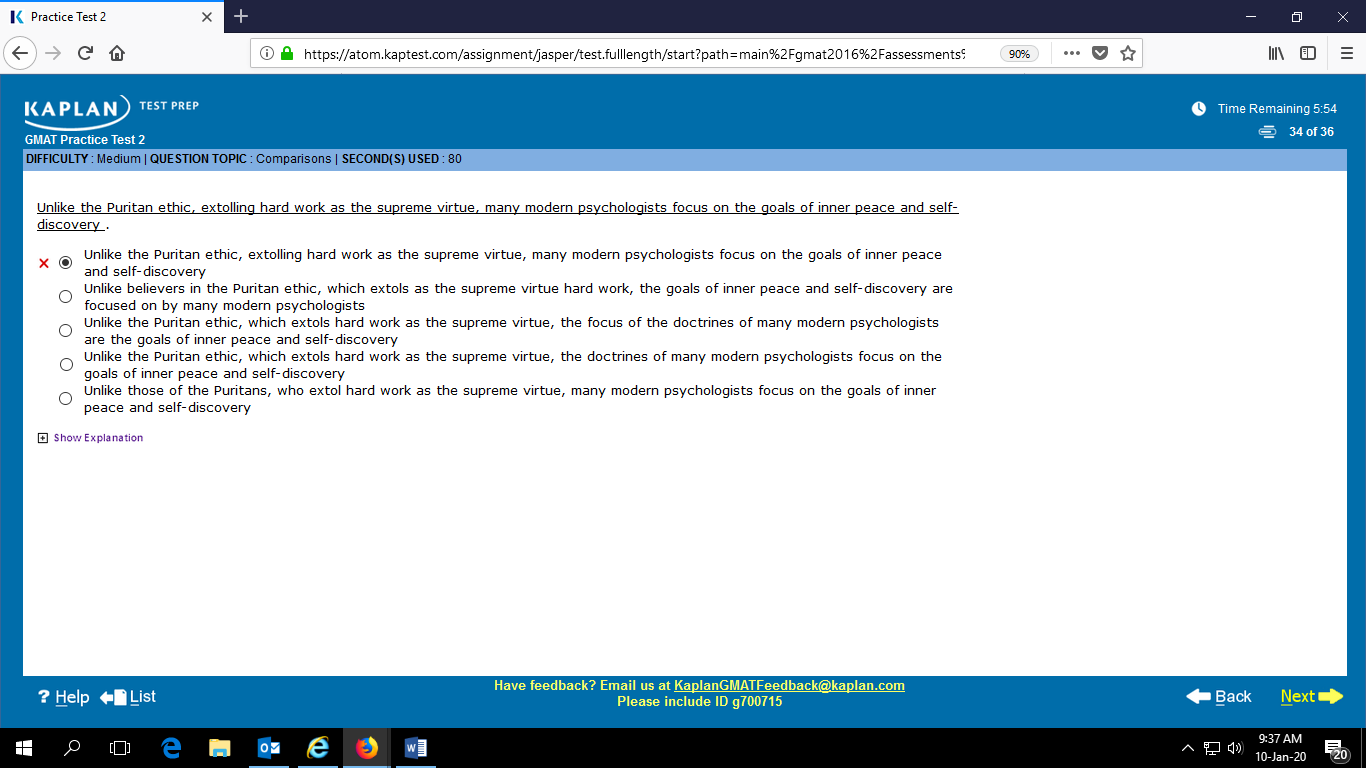 Practice Test 2
https://atom.kaptest.com/assignment/jasper/test.fulllength/start?path=main%2Fgmat2016%2Fassessments%
90%
KAPLAN TEST PREP
GMAT Practice Test 2
Time Remaining 5:54
34 of 36
DIFFICULTY : Medium | QUESTION TOPIC : Comparisons | SECOND(S) USED : 80
Unlike the Puritan ethic, extolling hard work as the supreme virtue, many modern psychologists focus on the goals of inner peace and self-
discovery .
Unlike the Puritan ethic, extolling hard work as the supreme virtue, many modern psychologists focus on the goals of inner peace
and self-discovery
Unlike believers in the Puritan ethic, which extols as the supreme virtue hard work, the goals of inner peace and self-discovery are
focused on by many modern psychologists
Unlike the Puritan ethic, which extols hard work as the supreme virtue, the focus of the doctrines of many modern psychologists
are the goals of inner peace and self-discovery
Unlike the Puritan ethic, which extols hard work as the supreme virtue, the doctrines of many modern psychologists focus on the
goals of inner peace and self-discovery
Unlike those of the Puritans, who extol hard work as the supreme virtue, many modern psychologists focus on the goals of inner
peace and self-discovery
Show Explanation
? Help List
Have feedback? Email us at KaplanGMATFeedback@kaplan.com
Please include ID g700715
Back Next
9:37 AM
10-Jan-20
20